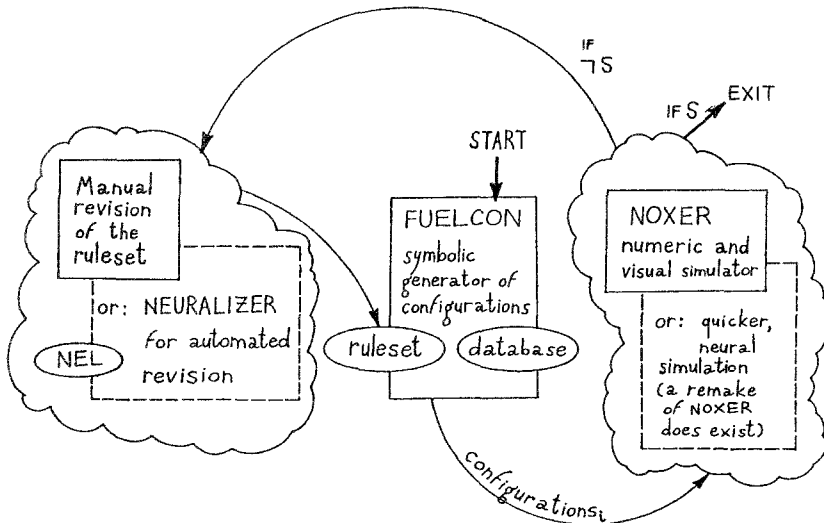 IF
¬S
IF S
EXIT
START
Manual
revision
of the
ruleset
or: NEURALIZER
for automated
revision
NEL
FUELCON
symbolic
generator of
configurations
ruleset
database
NOXER
numeric and
visual simulator
or: quicker,
neural
simulation
(a remake
of NOXER
does exist)
configurationsᵢ